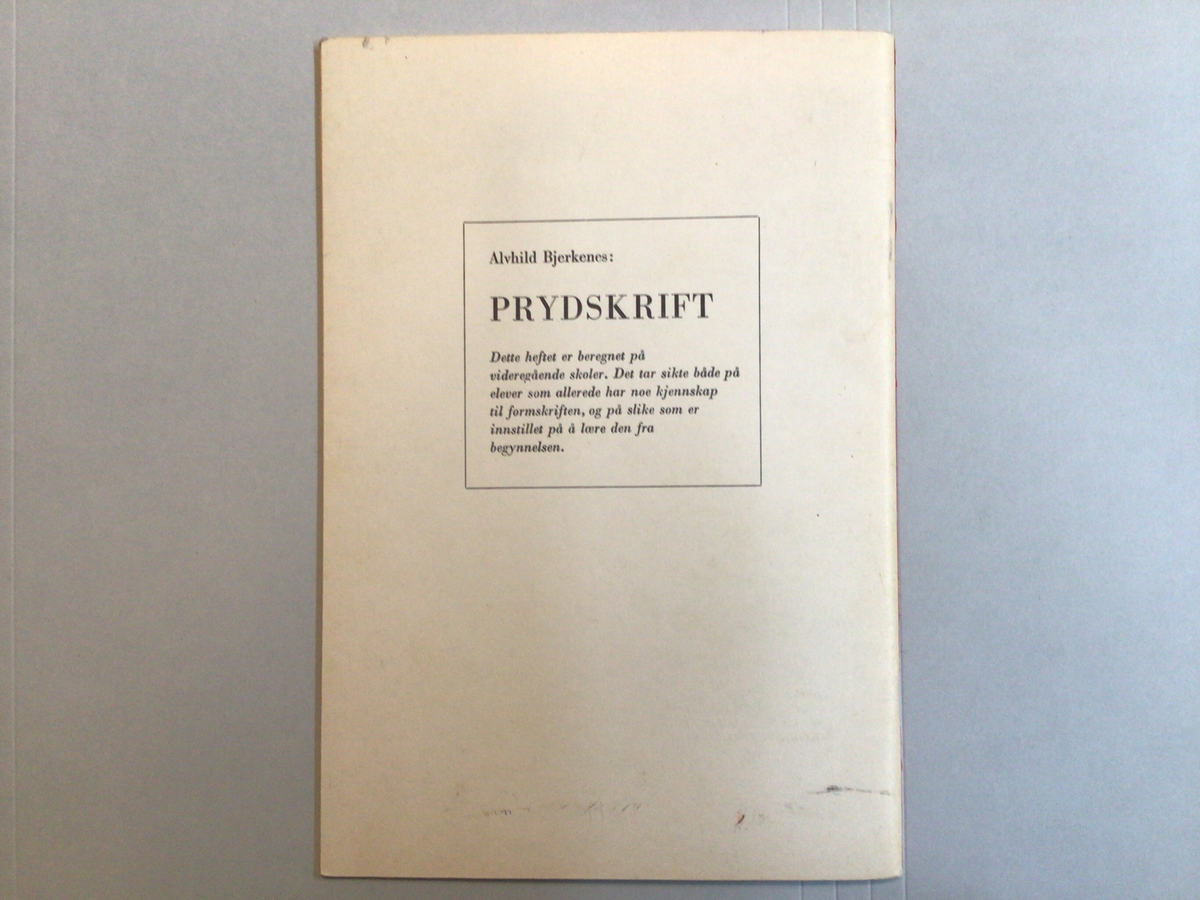 Alvhild Bjerkenes:
PRYDSKRIFT
Dette heftet er beregnet på
videregående skoler. Det tar sikte både på
elever som allerede har noe kjennskap
til formskriften, og på slike som er
innstillet på å lære den fra
begynnelsen.